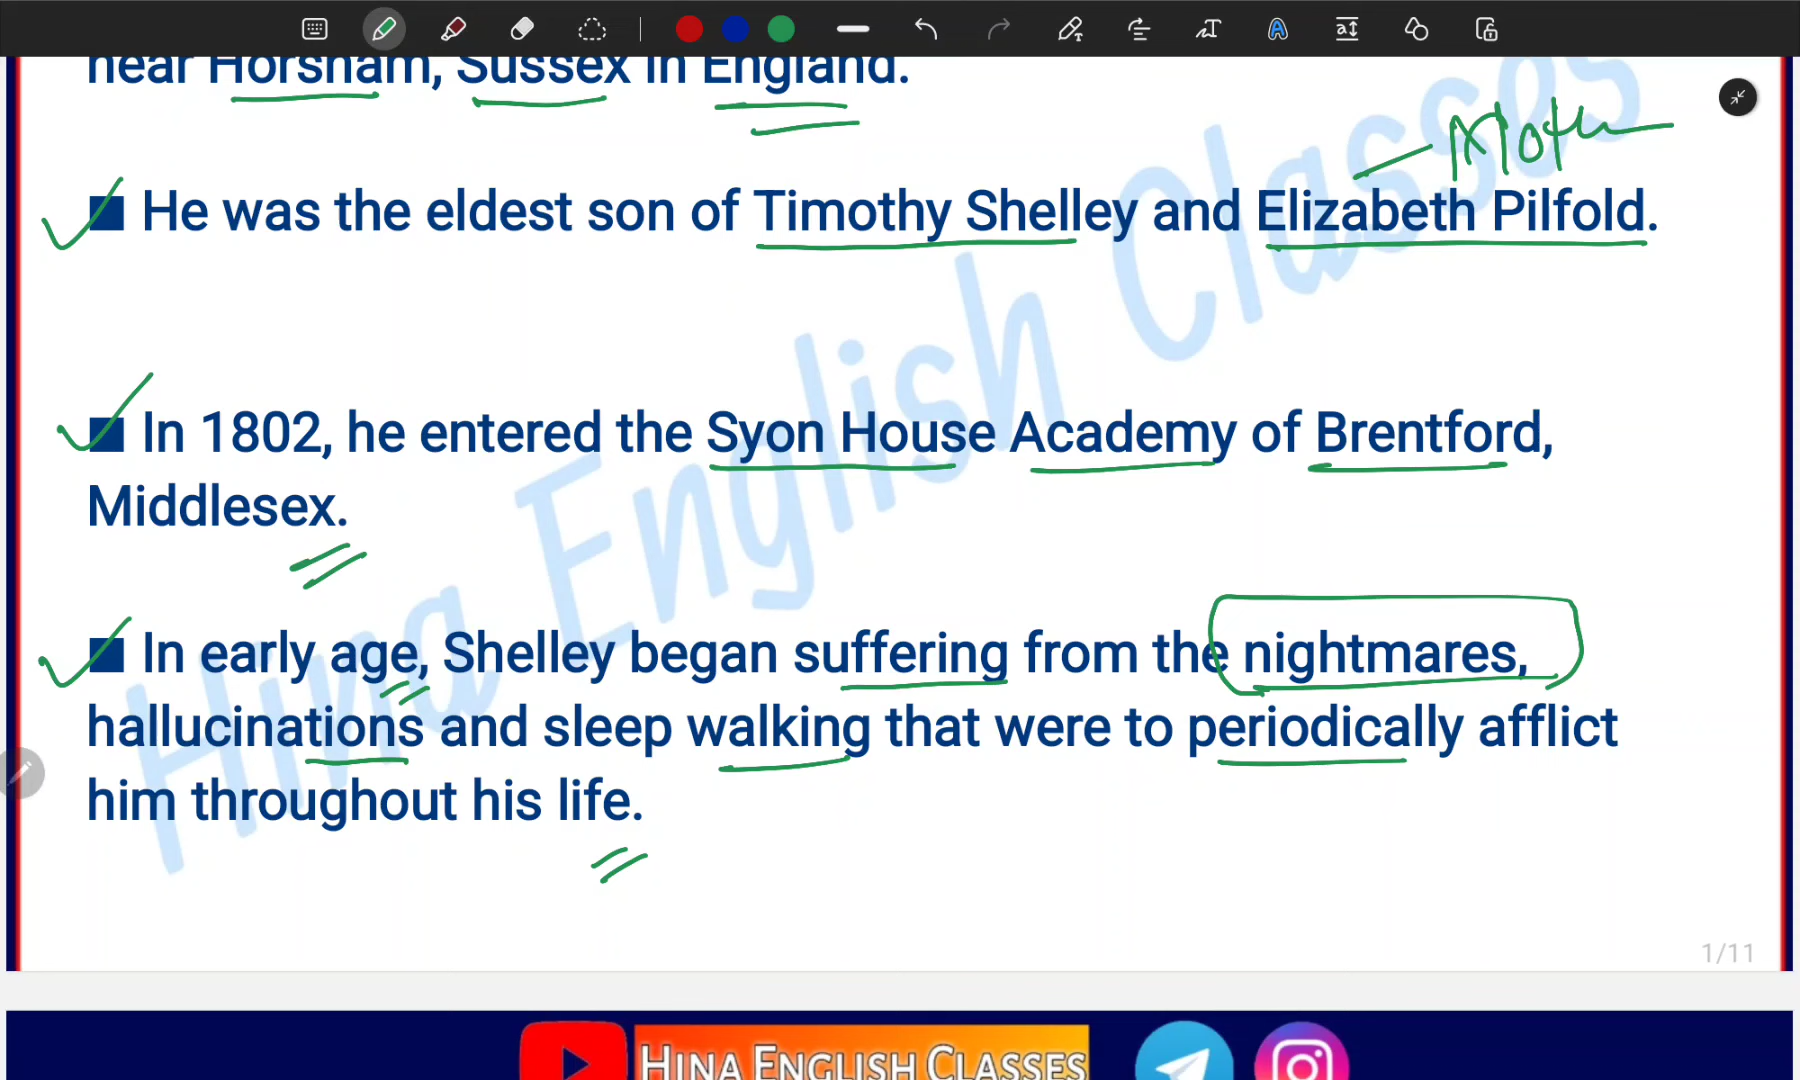 near Horsham, Sussex in England.
Moth
■ He was the eldest son of Timothy Shelley and Elizabeth Pilfold.
■ In 1802, he entered the Syon House Academy of Brentford,
Middlesex.
■ In early age, Shelley began suffering from the nightmares,
hallucinations and sleep walking that were to periodically afflict
him throughout his life.
Hina English Classes
1/11
HINA ENGLISH CLASSES